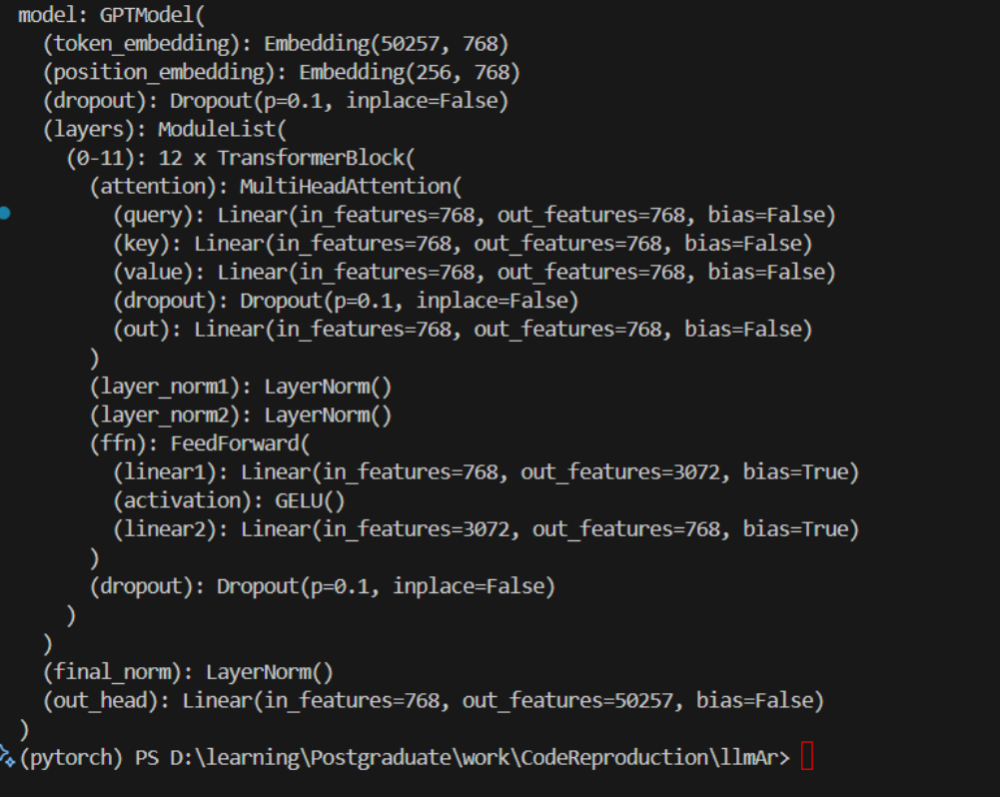 model: GPTModel(
  (token_embedding): Embedding(50257, 768)
  (position_embedding): Embedding(256, 768)
  (dropout): Dropout(p=0.1, inplace=False)
  (layers): ModuleList(
    (0-11): 12 x TransformerBlock(
      (attention): MultiHeadAttention(
        (query): Linear(in_features=768, out_features=768, bias=False)
        (key): Linear(in_features=768, out_features=768, bias=False)
        (value): Linear(in_features=768, out_features=768, bias=False)
        (dropout): Dropout(p=0.1, inplace=False)
        (out): Linear(in_features=768, out_features=768, bias=False)
      )
      (layer_norm1): LayerNorm()
      (layer_norm2): LayerNorm()
      (ffn): FeedForward(
        (linear1): Linear(in_features=768, out_features=3072, bias=True)
        (activation): GELU()
        (linear2): Linear(in_features=3072, out_features=768, bias=True)
      )
      (dropout): Dropout(p=0.1, inplace=False)
    )
  )
  (final_norm): LayerNorm()
  (out_head): Linear(in_features=768, out_features=50257, bias=False)
)
(pytorch) PS D:\learning\Postgraduate\work\CodeReproduction\llmAr>